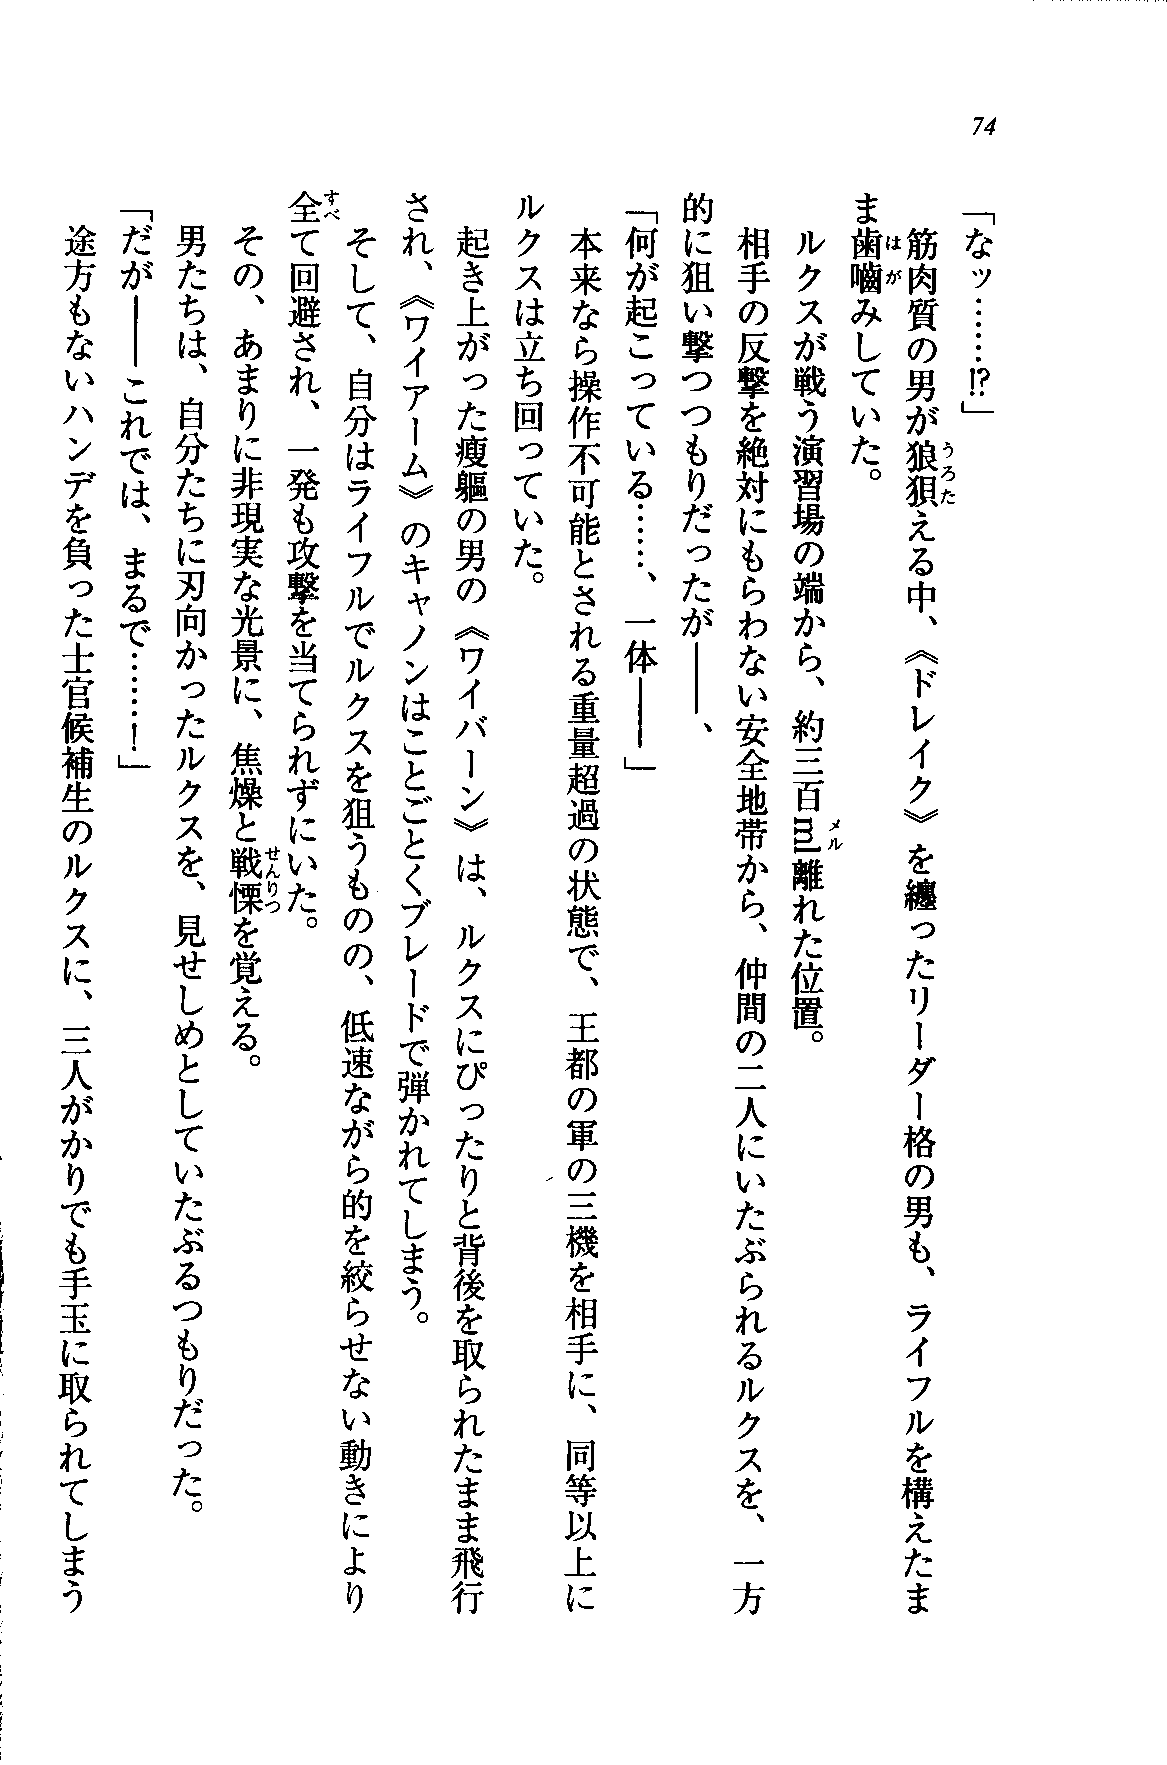 74
「なッ……!?」
筋肉質の男が狼狽える中、《ドレイク》を纏ったリーダー格の男も、ライフルを構えたま
ま歯嚙みしていた。
ルクスが戦う演習場の端から、約三百ml離れた位置。
相手の反撃を絶対にもらわない安全地帯から、仲間の二人にいたぶられるルクスを、一方
的に狙い撃つつもりだったが――、
「何が起こっている……、一体――」
本来なら操作不可能とされる重量超過の状態で、王都の軍の三機を相手に、同等以上に
ルクスは立ち回っていた。
起き上がった瘦軀の男の《ワイバーン》は、ルクスにぴったりと背後を取られたまま飛行
され、《ワイアーム》のキャノンはことごとくブレードで弾かれてしまう。
そして、自分はライフルでルクスを狙うものの、低速ながら的を絞らせない動きにより
全て回避され、一発も攻撃を当てられずにいた。
その、あまりに非現実な光景に、焦燥と戦慄を覚える。
男たちは、自分たちに刃向かったルクスを、見せしめとしていたぶるつもりだった。
「だが――これでは、まるで……！」
途方もないハンデを負った士官候補生のルクスに、三人がかりでも手玉に取られてしまう